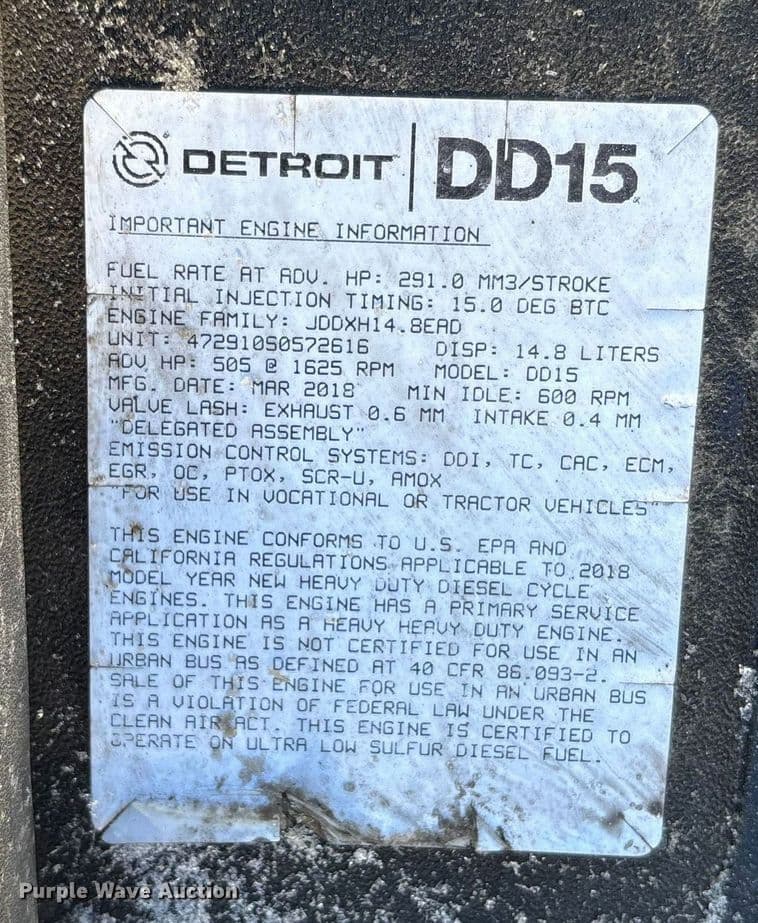 DETROIT DD15
IMPORTANT ENGINE INFORMATION
FUEL RATE AT ADV. HP: 291.0 MM3/STROKE
INITIAL INJECTION TIMING: 15.0 DEG BTC
ENGINE FAMILY: JDDXH14.8EAD
UNIT: 472910S0572616 DISP: 14.8 LITERS
ADV HP: 505 @ 1625 RPM MODEL: DD15
MFG. DATE: MAR 2018 MIN IDLE: 600 RPM
VALVE LASH: EXHAUST 0.6 MM INTAKE 0.4 MM
"DELEGATED ASSEMBLY"
EMISSION CONTROL SYSTEMS: DDI, TC, CAC, ECM,
EGR, OC, PTOX, SCR-U, AMOX
"FOR USE IN VOCATIONAL OR TRACTOR VEHICLES"
THIS ENGINE CONFORMS TO U.S. EPA AND
CALIFORNIA REGULATIONS APPLICABLE TO 2018
MODEL YEAR NEW HEAVY DUTY DIESEL CYCLE
ENGINES. THIS ENGINE HAS A PRIMARY SERVICE
APPLICATION AS A HEAVY HEAVY DUTY ENGINE.
THIS ENGINE IS NOT CERTIFIED FOR USE IN AN
URBAN BUS AS DEFINED AT 40 CFR 86.093-2.
SALE OF THIS ENGINE FOR USE IN AN URBAN BUS
IS A VIOLATION OF FEDERAL LAW UNDER THE
CLEAN AIR ACT. THIS ENGINE IS CERTIFIED TO
OPERATE ON ULTRA LOW SULFUR DIESEL FUEL.
Purple Wave Auction